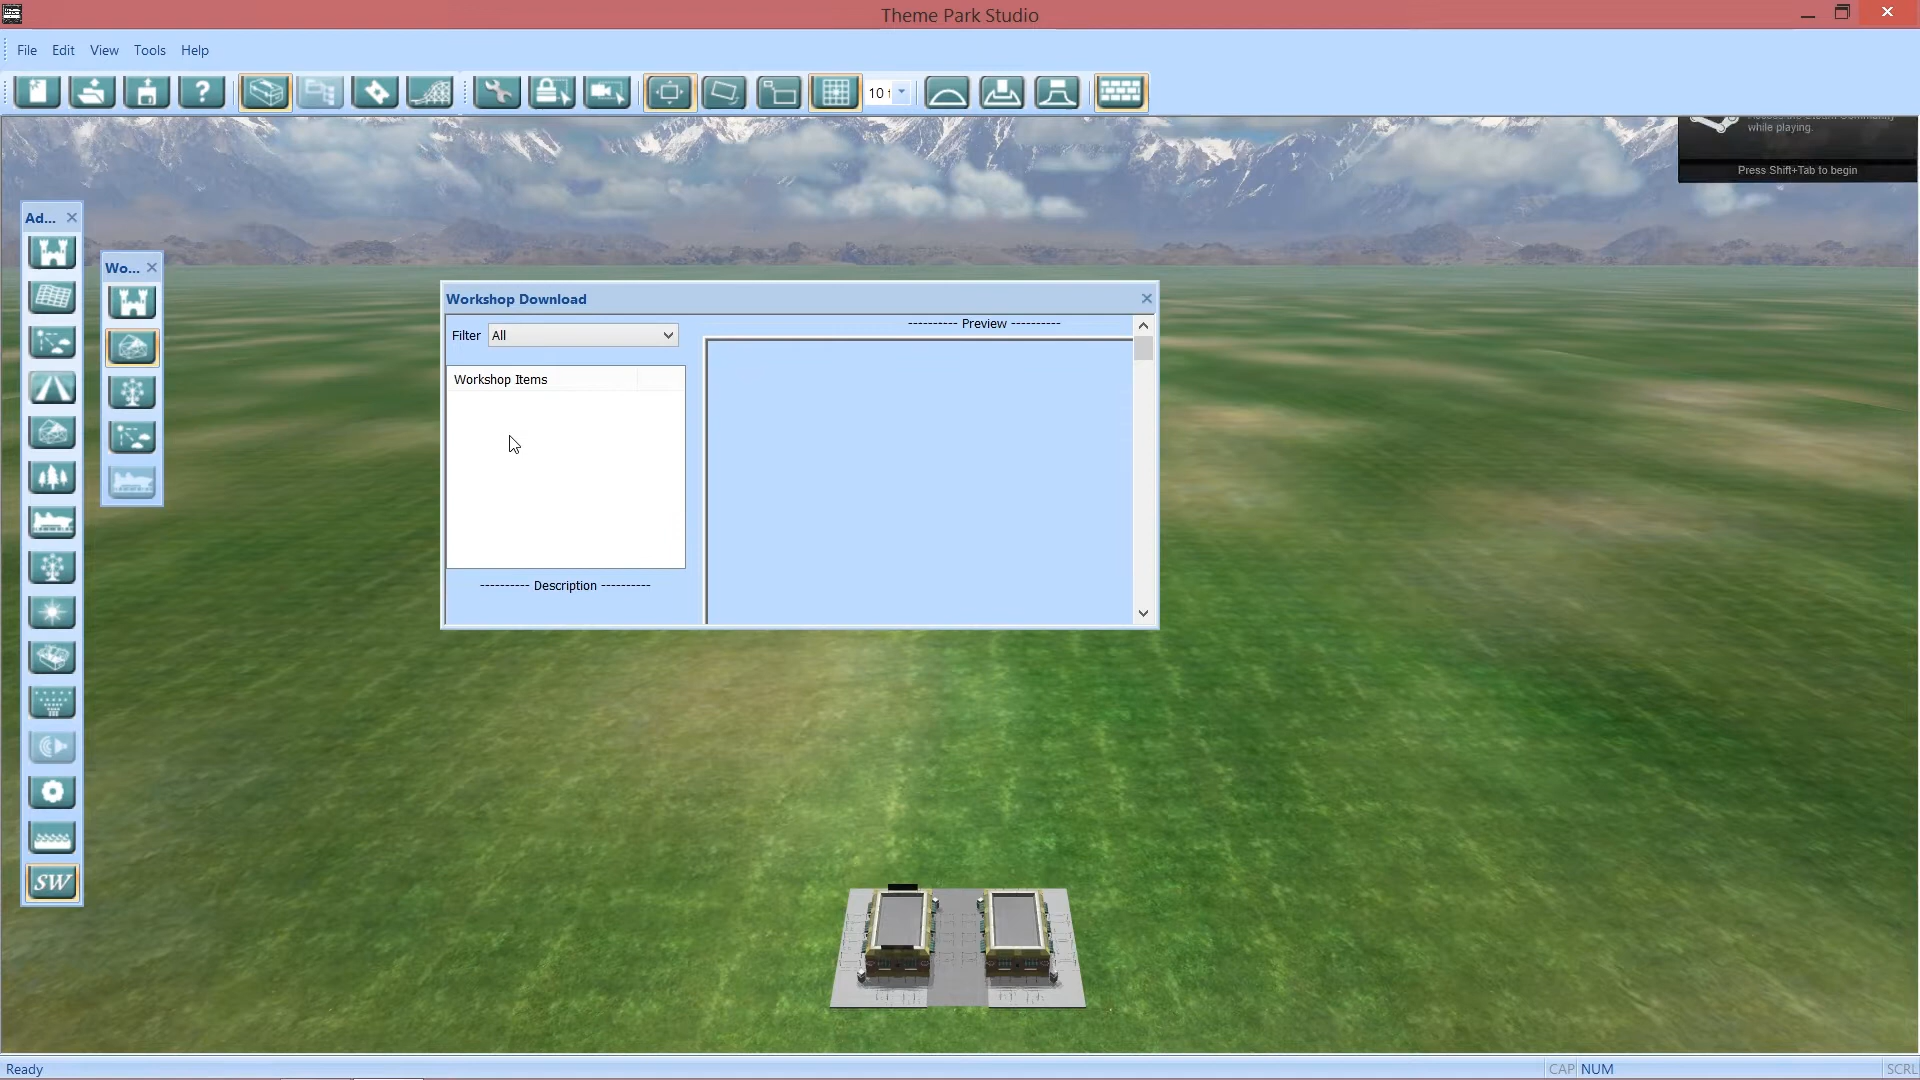 Theme Park Studio
File Edit View Tools Help
10
while playing.
Press Shift+Tab to begin
Ad...
Wo...
SW
Workshop Download
Filter All
---------- Preview ----------
Workshop Items
---------- Description ----------
Ready
CAP NUM SCRL